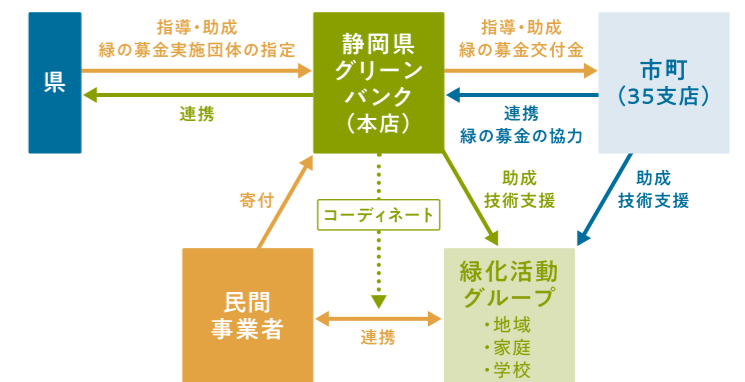 県
指導・助成
緑の募金実施団体の指定
連携
静岡県
グリーン
バンク
（本店）
指導・助成
緑の募金交付金
連携
緑の募金の協力
市町
（35支店）
寄付
コーディネート
助成
技術支援
助成
技術支援
民間
事業者
連携
緑化活動
グループ
・地域
・家庭
・学校